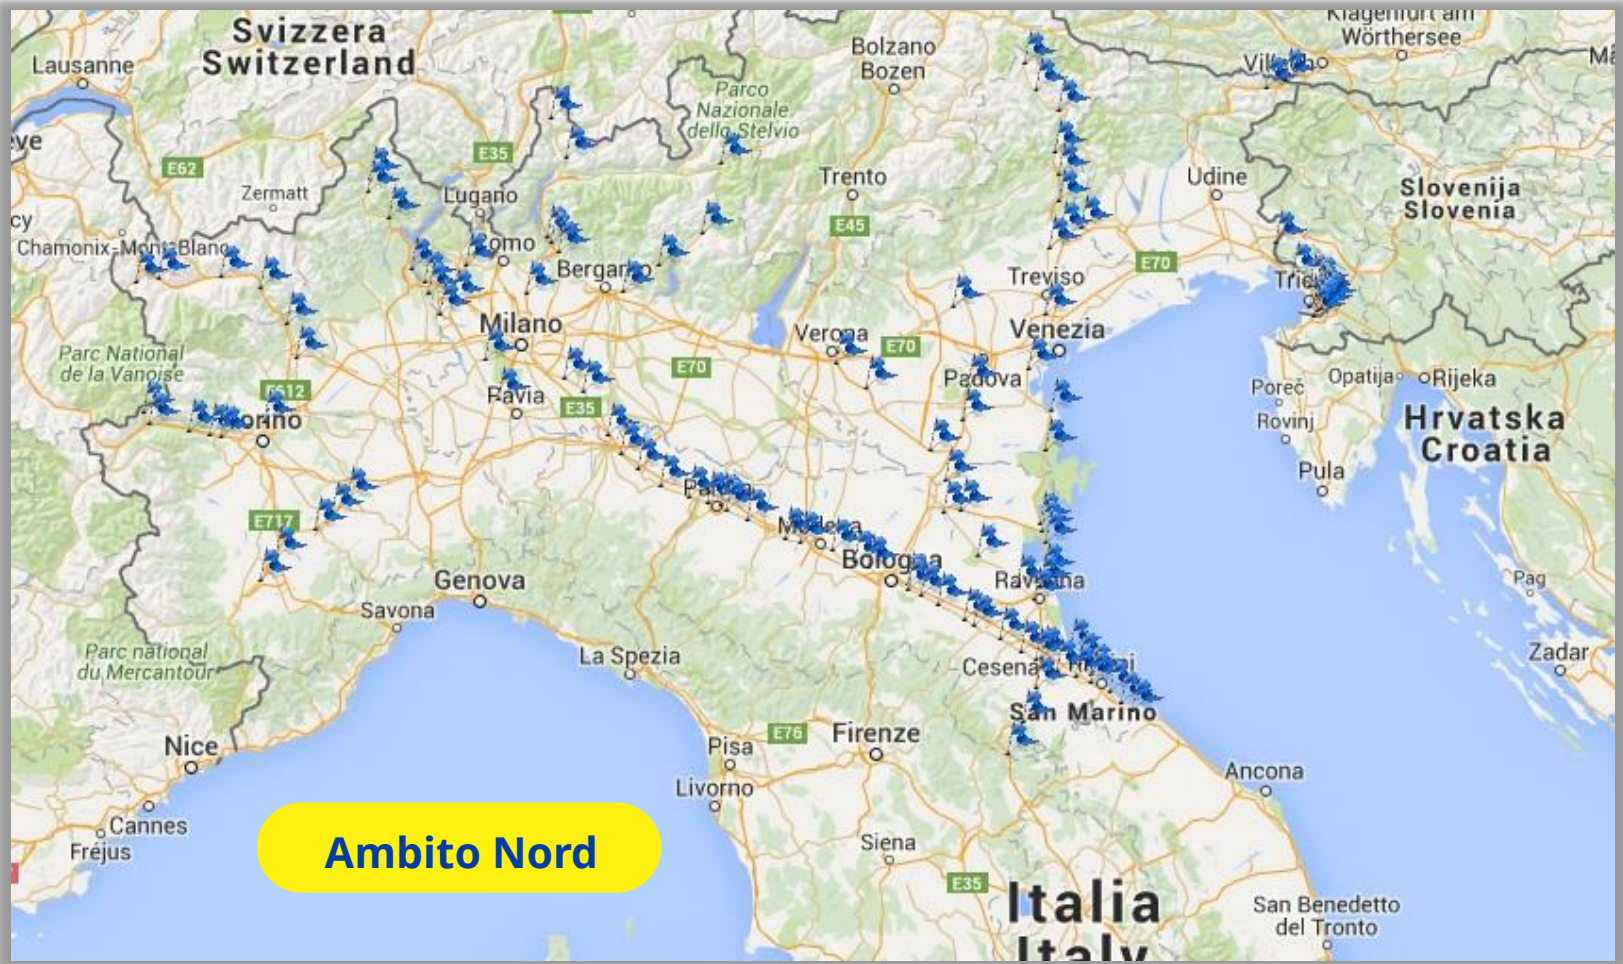 Svizzera
Switzerland
Lausanne
Bolzano
Bozen
Klagenfurt am
Wörthersee
Parco
Nazionale
dello Stelvio
E62
E35
Zermatt
Lugano
Trento
Udine
Slovenija
Slovenia
E45
Chamonix-Mont-Blanc
Como
Bergamo
Treviso
E70
Milano
Verona
E70
Venezia
Parc National
de la Vanoise
E70
Padova
Poreč
Opatija
Rijeka
E612
Pavia
E35
Rovinj
Hrvatska
Croatia
Torino
Pula
Parma
E717
Modena
Bologna
Genova
Ravenna
Pag
Savona
Parc national
du Mercantour
La Spezia
Cesena
Rimini
Zadar
San Marino
Nice
Pisa
E76
Firenze
Livorno
Ancona
Cannes
Fréjus
Ambito Nord
Siena
E35
Italia
Italy
San Benedetto
del Tronto